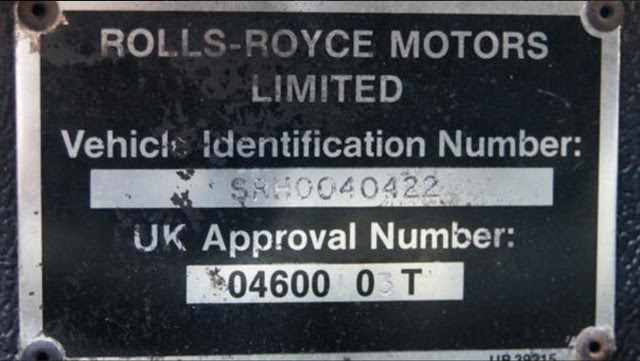 ROLLS-ROYCE MOTORS
LIMITED
Vehicle Identification Number:
SRH0040422
UK Approval Number:
04600 03 T